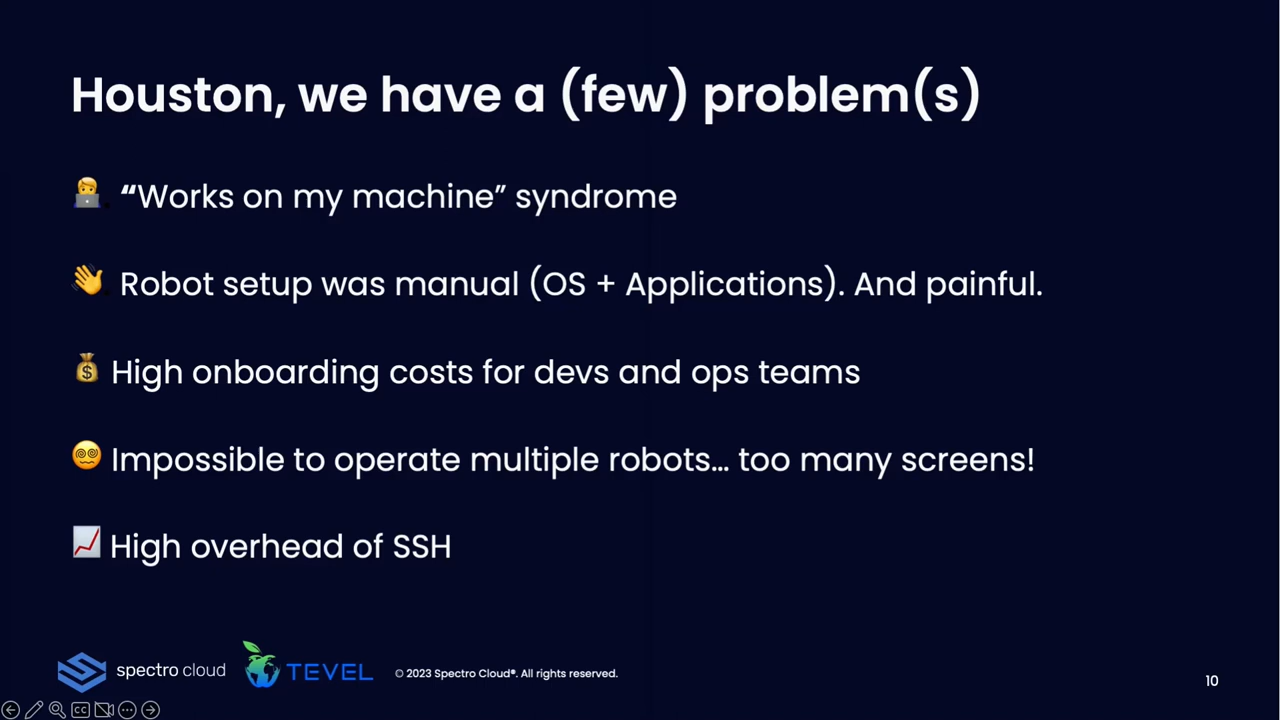 Houston, we have a (few) problem(s)
“Works on my machine” syndrome
Robot setup was manual (OS + Applications). And painful.
High onboarding costs for devs and ops teams
Impossible to operate multiple robots… too many screens!
High overhead of SSH
spectro cloud TEVEL © 2023 Spectro Cloud®. All rights reserved.
10
CC